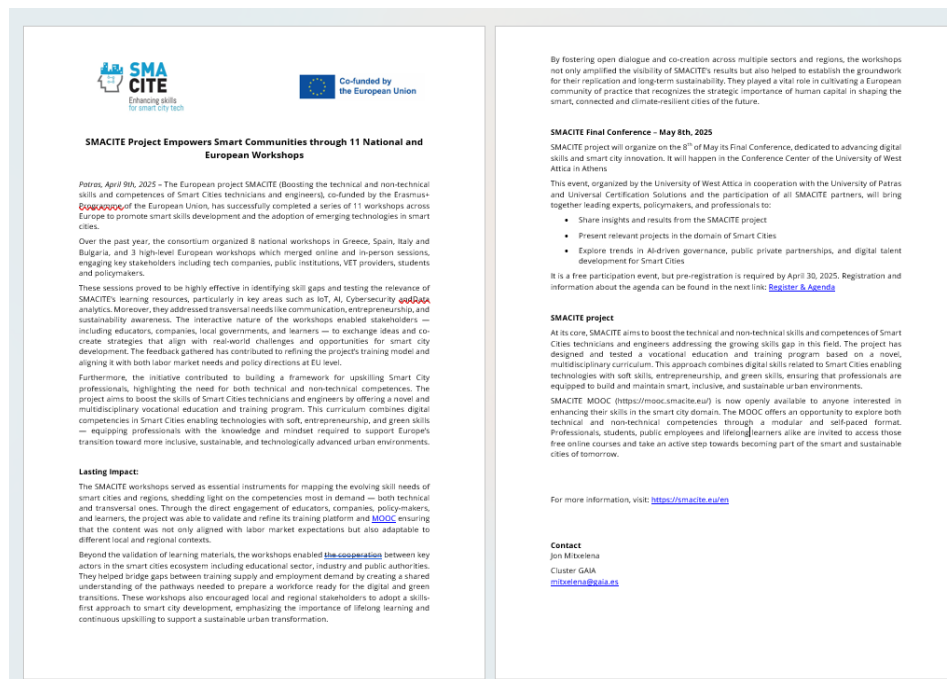 SMA
CITE
Enhancing skills
for smart city tech
Co-funded by
the European Union
SMACITE Project Empowers Smart Communities through 11 National and
European Workshops
Patras, April 9th, 2025 – The European project SMACITE (Boosting the technical and non-technical
skills and competences of Smart Cities technicians and engineers), co-funded by the Erasmus+
Programme of the European Union, has successfully completed a series of 11 workshops across
Europe to promote smart skills development and the adoption of emerging technologies in smart
cities.
Over the past year, the consortium organized 8 national workshops in Greece, Spain, Italy and
Bulgaria, and 3 high-level European workshops which merged online and in-person sessions,
engaging key stakeholders including tech companies, public institutions, VET providers, students
and policymakers.
These sessions proved to be highly effective in identifying skill gaps and testing the relevance of
SMACITE's learning resources, particularly in key areas such as IoT, AI, Cybersecurity andData
analytics. Moreover, they addressed transversal needs like communication, entrepreneurship, and
sustainability awareness. The interactive nature of the workshops enabled stakeholders —
including educators, companies, local governments, and learners — to exchange ideas and co-
create strategies that align with real-world challenges and opportunities for smart city
development. The feedback gathered has contributed to refining the project's training model and
aligning it with both labor market needs and policy directions at EU level.
Furthermore, the initiative contributed to building a framework for upskilling Smart City
professionals, highlighting the need for both technical and non-technical competences. The
project aims to boost the skills of Smart Cities technicians and engineers by offering a novel and
multidisciplinary vocational education and training program. This curriculum combines digital
competencies in Smart Cities enabling technologies with soft, entrepreneurship, and green skills
— equipping professionals with the knowledge and mindset required to support Europe's
transition toward more inclusive, sustainable, and technologically advanced urban environments.
Lasting Impact:
The SMACITE workshops served as essential instruments for mapping the evolving skill needs of
smart cities and regions, shedding light on the competencies most in demand — both technical
and transversal ones. Through the direct engagement of educators, companies, policy-makers,
and learners, the project was able to validate and refine its training platform and MOOC ensuring
that the content was not only aligned with labor market expectations but also adaptable to
different local and regional contexts.
Beyond the validation of learning materials, the workshops enabled the cooperation between key
actors in the smart cities ecosystem including educational sector, industry and public authorities.
They helped bridge gaps between training supply and employment demand by creating a shared
understanding of the pathways needed to prepare a workforce ready for the digital and green
transitions. These workshops also encouraged local and regional stakeholders to adopt a skills-
first approach to smart city development, emphasizing the importance of lifelong learning and
continuous upskilling to support a sustainable urban transformation.
By fostering open dialogue and co-creation across multiple sectors and regions, the workshops
not only amplified the visibility of SMACITE's results but also helped to establish the groundwork
for their replication and long-term sustainability. They played a vital role in cultivating a European
community of practice that recognizes the strategic importance of human capital in shaping the
smart, connected and climate-resilient cities of the future.
SMACITE Final Conference – May 8th, 2025
SMACITE project will organize on the 8th of May its Final Conference, dedicated to advancing digital
skills and smart city innovation. It will happen in the Conference Center of the University of West
Attica in Athens
This event, organized by the University of West Attica in cooperation with the University of Patras
and Universal Certification Solutions and the participation of all SMACITE partners, will bring
together leading experts, policymakers, and professionals to:
• Share insights and results from the SMACITE project
• Present relevant projects in the domain of Smart Cities
• Explore trends in AI-driven governance, public private partnerships, and digital talent
development for Smart Cities
It is a free participation event, but pre-registration is required by April 30, 2025. Registration and
information about the agenda can be found in the next link: Register & Agenda
SMACITE project
At its core, SMACITE aims to boost the technical and non-technical skills and competences of Smart
Cities technicians and engineers addressing the growing skills gap in this field. The project has
designed and tested a vocational education and training program based on a novel,
multidisciplinary curriculum. This approach combines digital skills related to Smart Cities enabling
technologies with soft skills, entrepreneurship, and green skills, ensuring that professionals are
equipped to build and maintain smart, inclusive, and sustainable urban environments.
SMACITE MOOC (https://mooc.smacite.eu/) is now openly available to anyone interested in
enhancing their skills in the smart city domain. The MOOC offers an opportunity to explore both
technical and non-technical competencies through a modular and self-paced format.
Professionals, students, public employees and lifelong learners alike are invited to access those
free online courses and take an active step towards becoming part of the smart and sustainable
cities of tomorrow.
For more information, visit: https://smacite.eu/en
Contact
Jon Mitxelena
Cluster GAIA
mitxelena@gaia.es